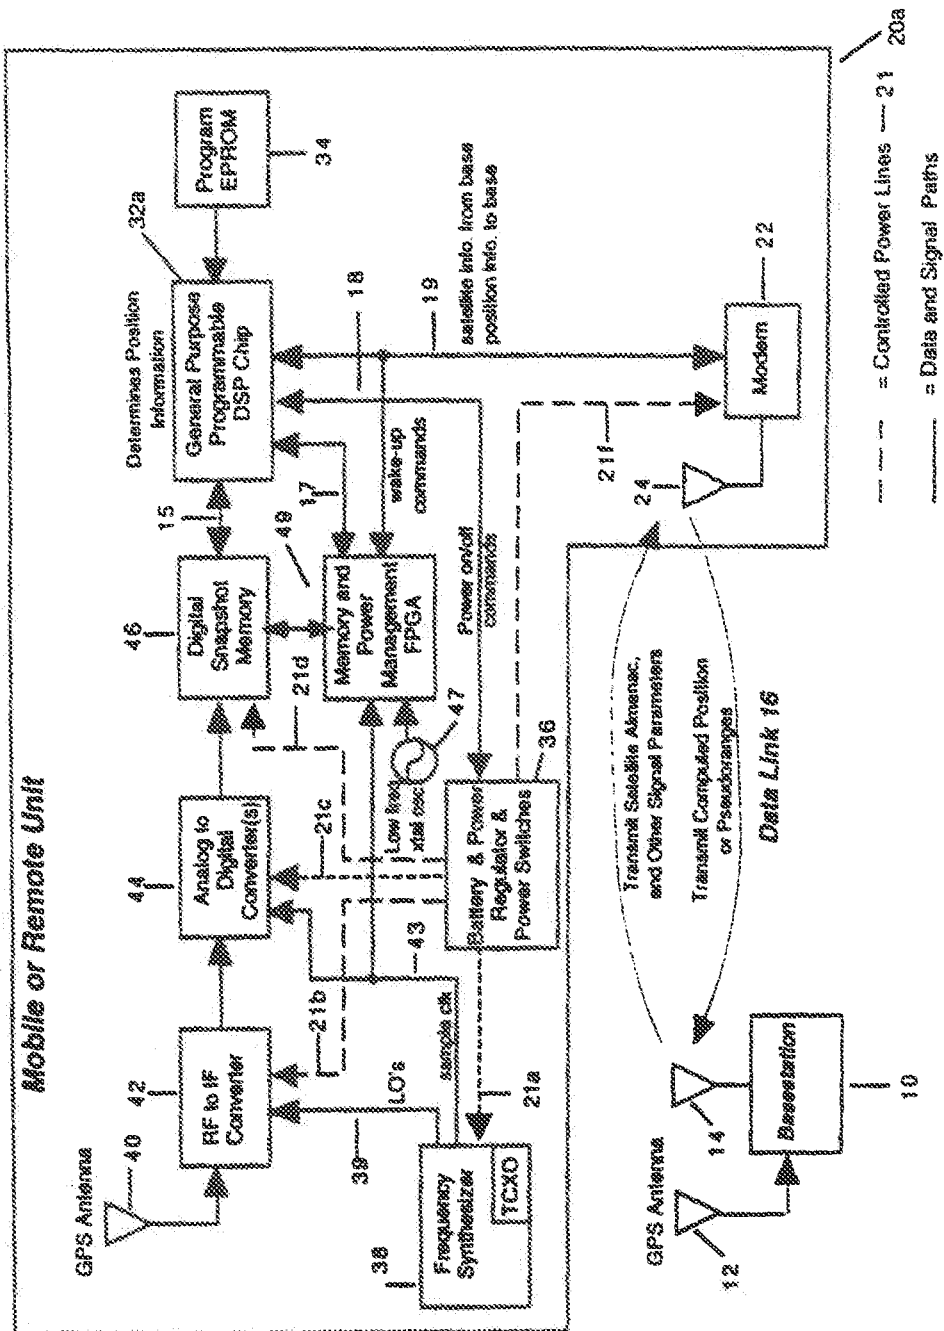 Mobile or Remote Unit
GPS Antenna
40
42
RF to IF
Converter
44
Analog to
Digital
Converter(s)
46
Digital
Snapshot
Memory
15
Determines Position
Information
32a
General Purpose
Programmable
DSP Chip
Program
EPROM
34
39
LO's
21b
43
sample clk
21c
21d
49
Memory and
Power
Management
FPGA
17
18
19
wake-up
commands
satellite info. from base
position info. to base
Low freq
xtal osc
47
38
Frequency
Synthesizer
TCXO
21a
Battery & Power
Regulator &
Power Switches
36
Power on/off
commands
21f
24
Modem
22
20a
GPS Antenna
12
14
Basestation
10
Transmit Satellite Almanac,
and Other Signal Parameters
Transmit Computed Position
or Pseudoranges
Data Link 16
= Controlled Power Lines — 21
= Data and Signal Paths